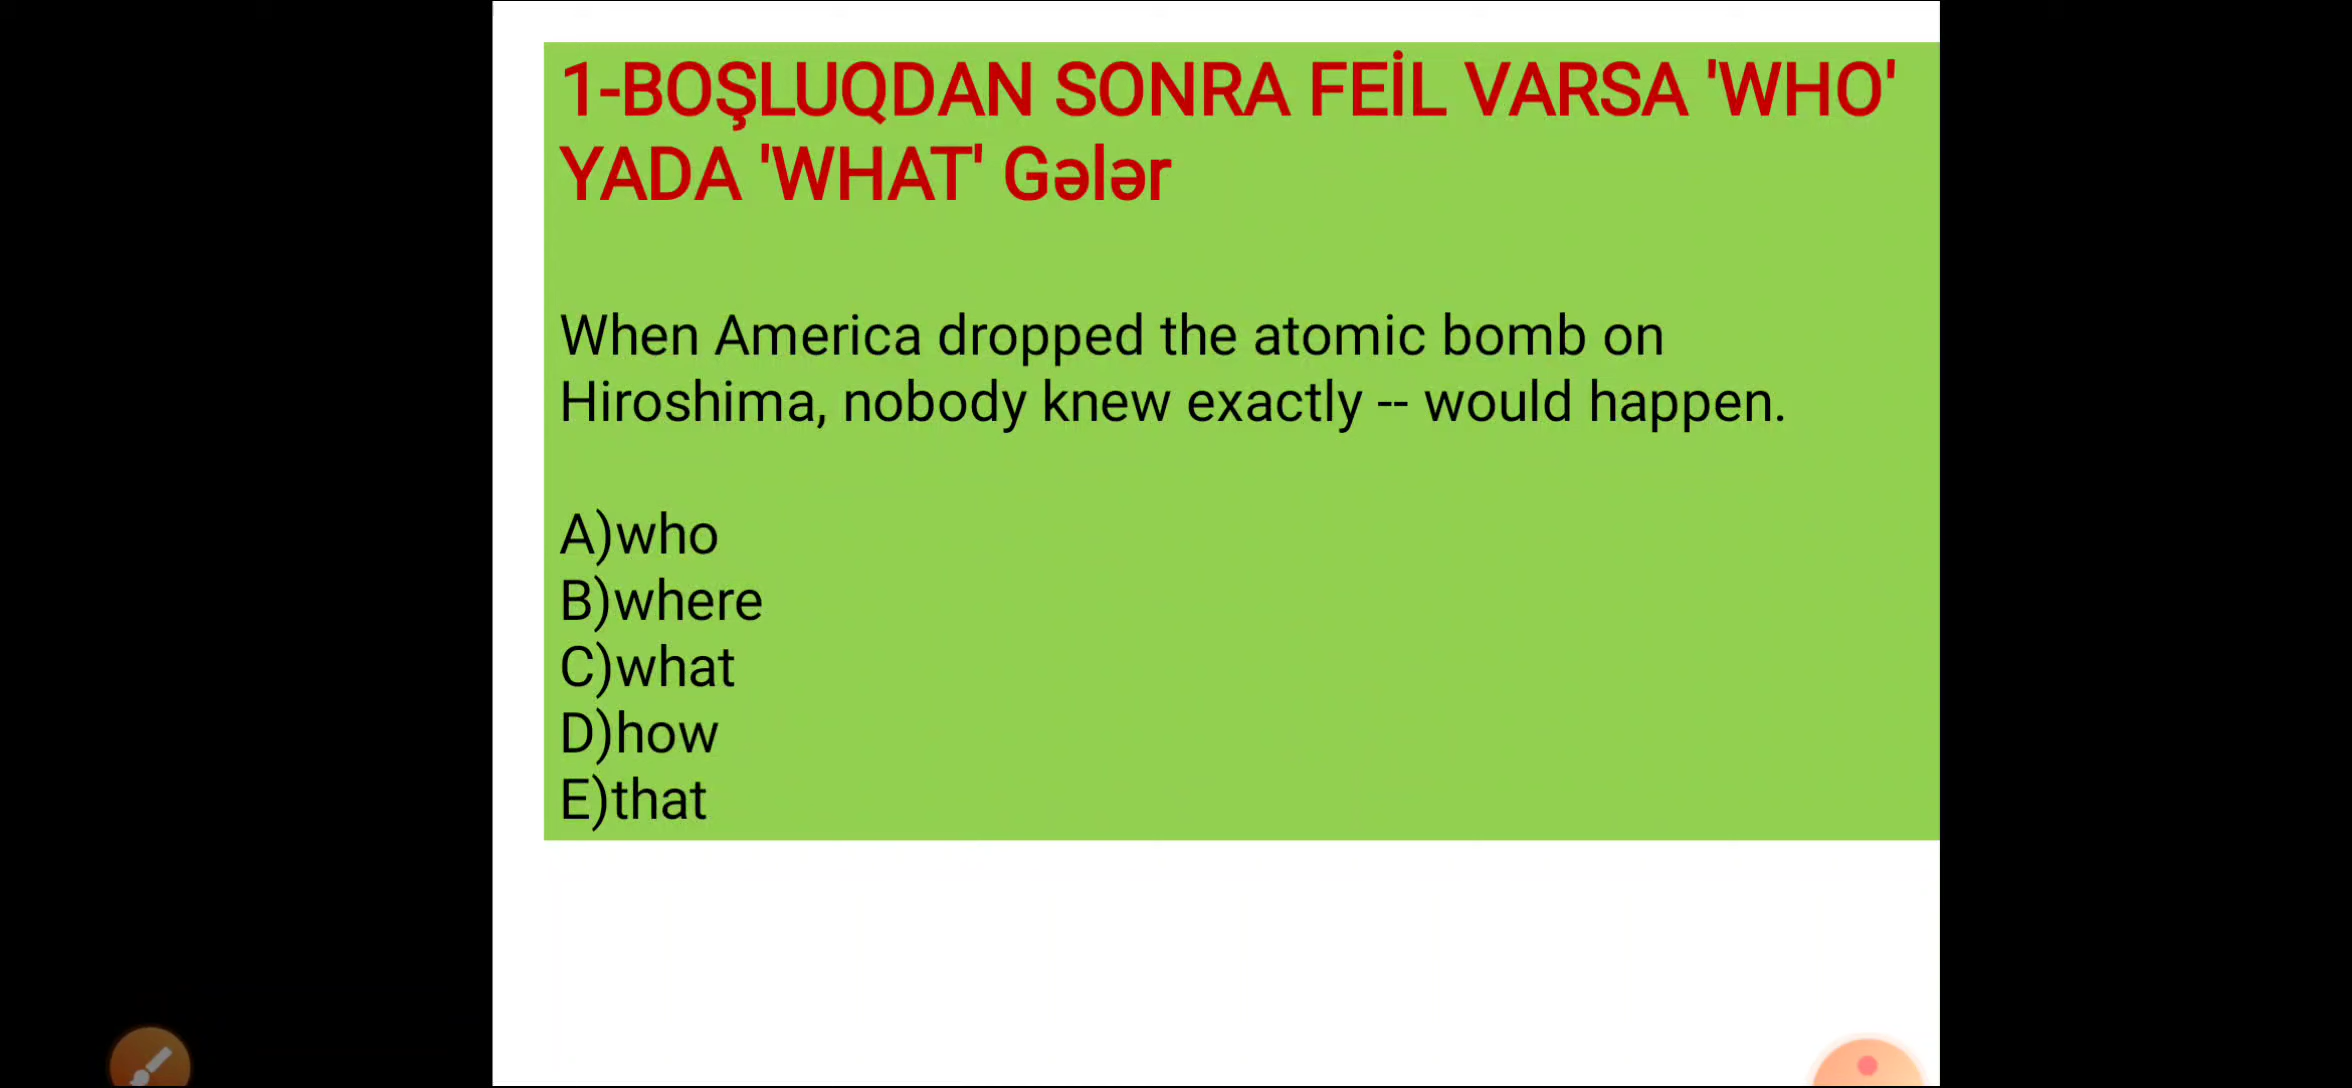 1-BOŞLUQDAN SONRA FEİL VARSA 'WHO'
YADA 'WHAT' Gələr
When America dropped the atomic bomb on
Hiroshima, nobody knew exactly -- would happen.
A)who
B)where
C)what
D)how
E)that